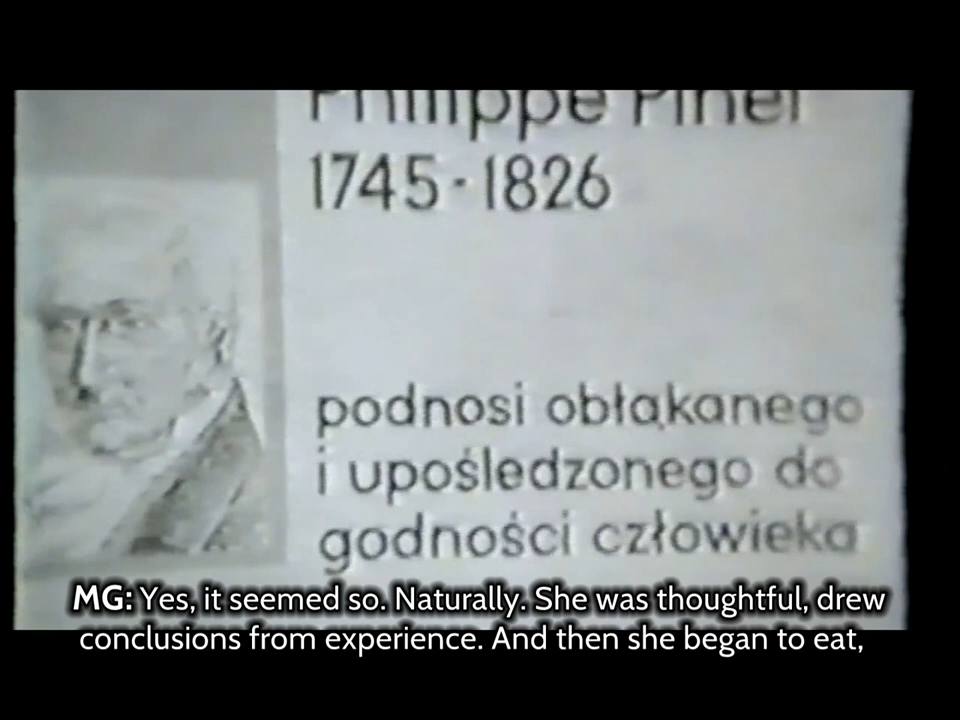 Philippe Pinel
1745-1826
podnosi obłąkanego
i upośledzonego do
godności człowieka
MG: Yes, it seemed so. Naturally. She was thoughtful, drew
conclusions from experience. And then she began to eat,